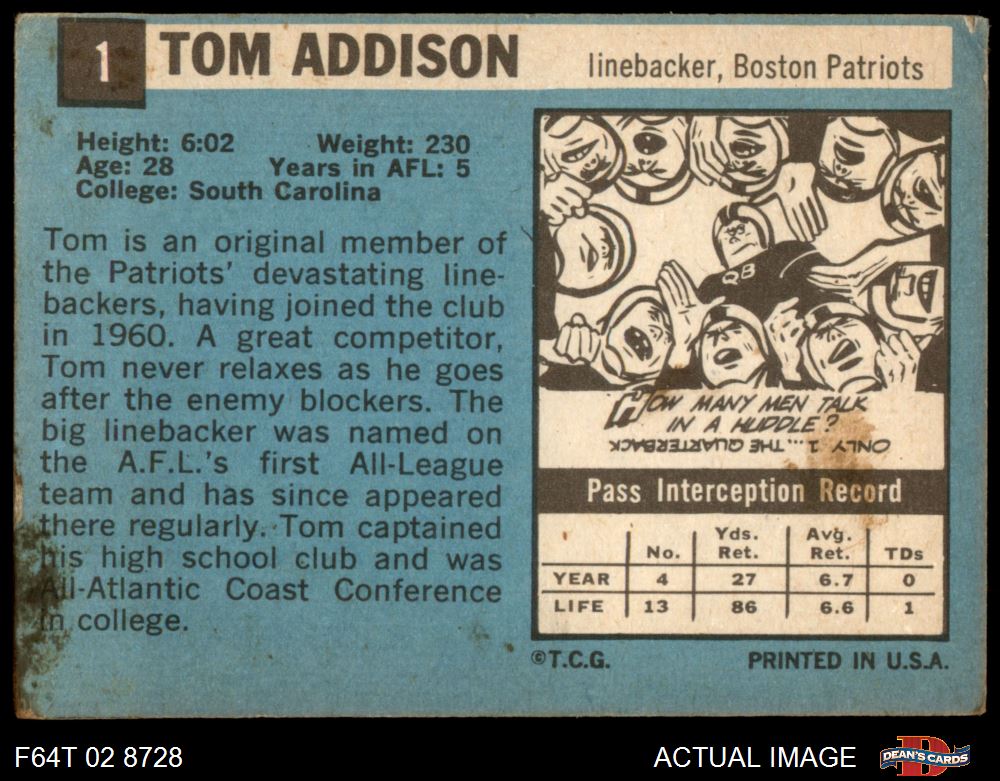 1
TOM ADDISON
linebacker, Boston Patriots
Height: 6:02 Weight: 230
Age: 28 Years in AFL: 5
College: South Carolina
Tom is an original member of
the Patriots' devastating line-
backers, having joined the club
in 1960. A great competitor,
Tom never relaxes as he goes
after the enemy blockers. The
big linebacker was named on
the A.F.L.'s first All-League
team and has since appeared
there regularly. Tom captained
his high school club and was
All-Atlantic Coast Conference
in college.
QB
HOW MANY MEN TALK
IN A HUDDLE?
ONLY 1 ... THE QUARTERBACK
Pass Interception Record
No. Yds. Ret. Avg. Ret. TDs
YEAR 4 27 6.7 0
LIFE 13 86 6.6 1
©T.C.G. PRINTED IN U.S.A.
F64T 02 8728
ACTUAL IMAGE
DEAN'S CARDS